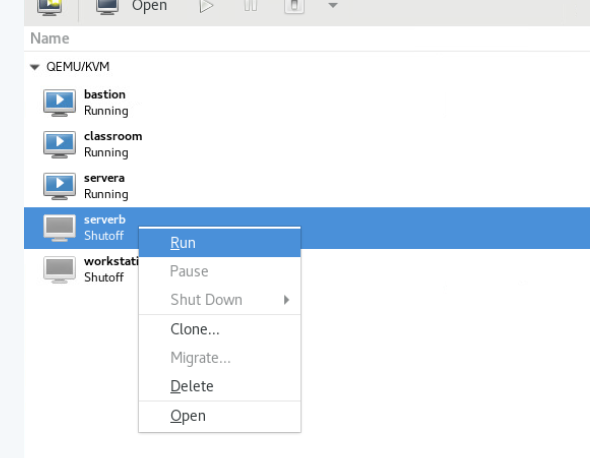 Open
Name
QEMU/KVM
bastion
Running
classroom
Running
servera
Running
serverb
Shutoff
workstati
Shutoff
Run
Pause
Shut Down
Clone...
Migrate...
Delete
Open